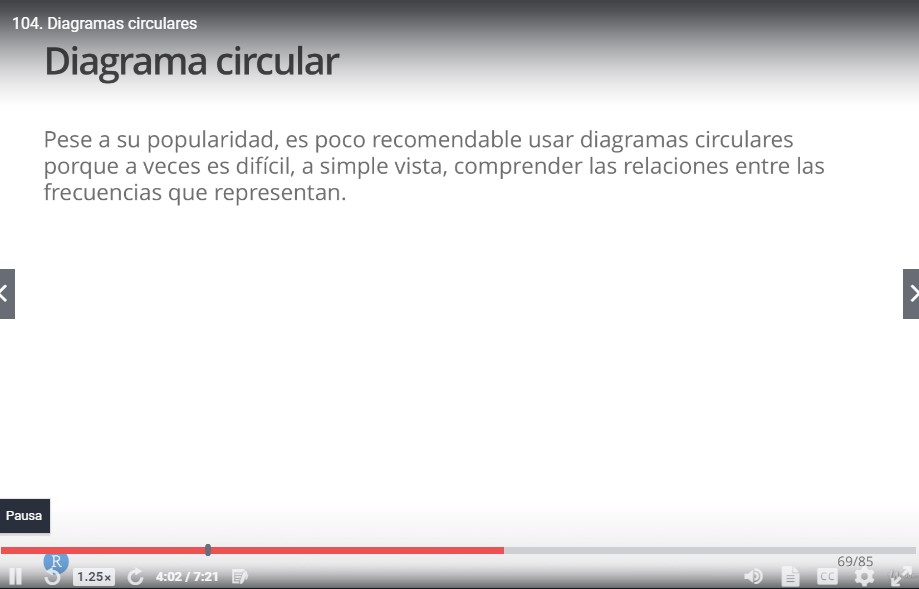 104. Diagramas circulares
Diagrama circular
Pese a su popularidad, es poco recomendable usar diagramas circulares
porque a veces es difícil, a simple vista, comprender las relaciones entre las
frecuencias que representan.
Pausa
R
69/85
1.25×
4:02 / 7:21
CC